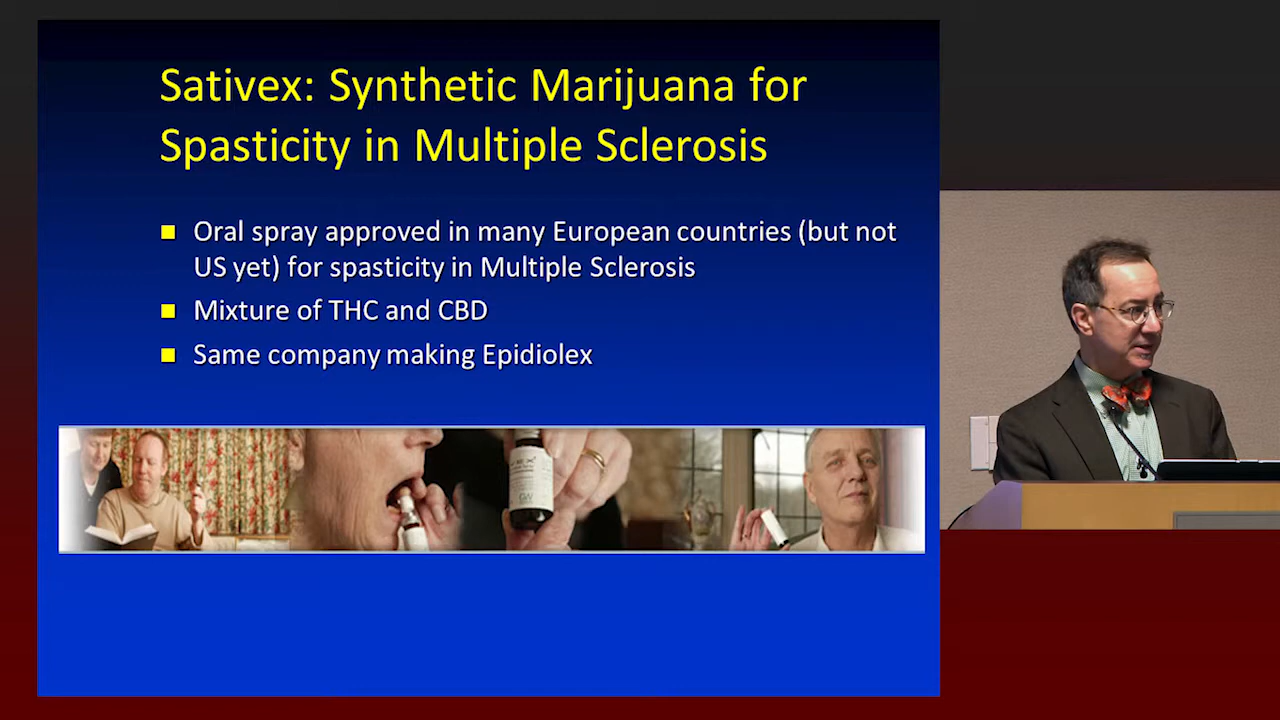 Sativex: Synthetic Marijuana for
Spasticity in Multiple Sclerosis
Oral spray approved in many European countries (but not
US yet) for spasticity in Multiple Sclerosis
Mixture of THC and CBD
Same company making Epidiolex
GW